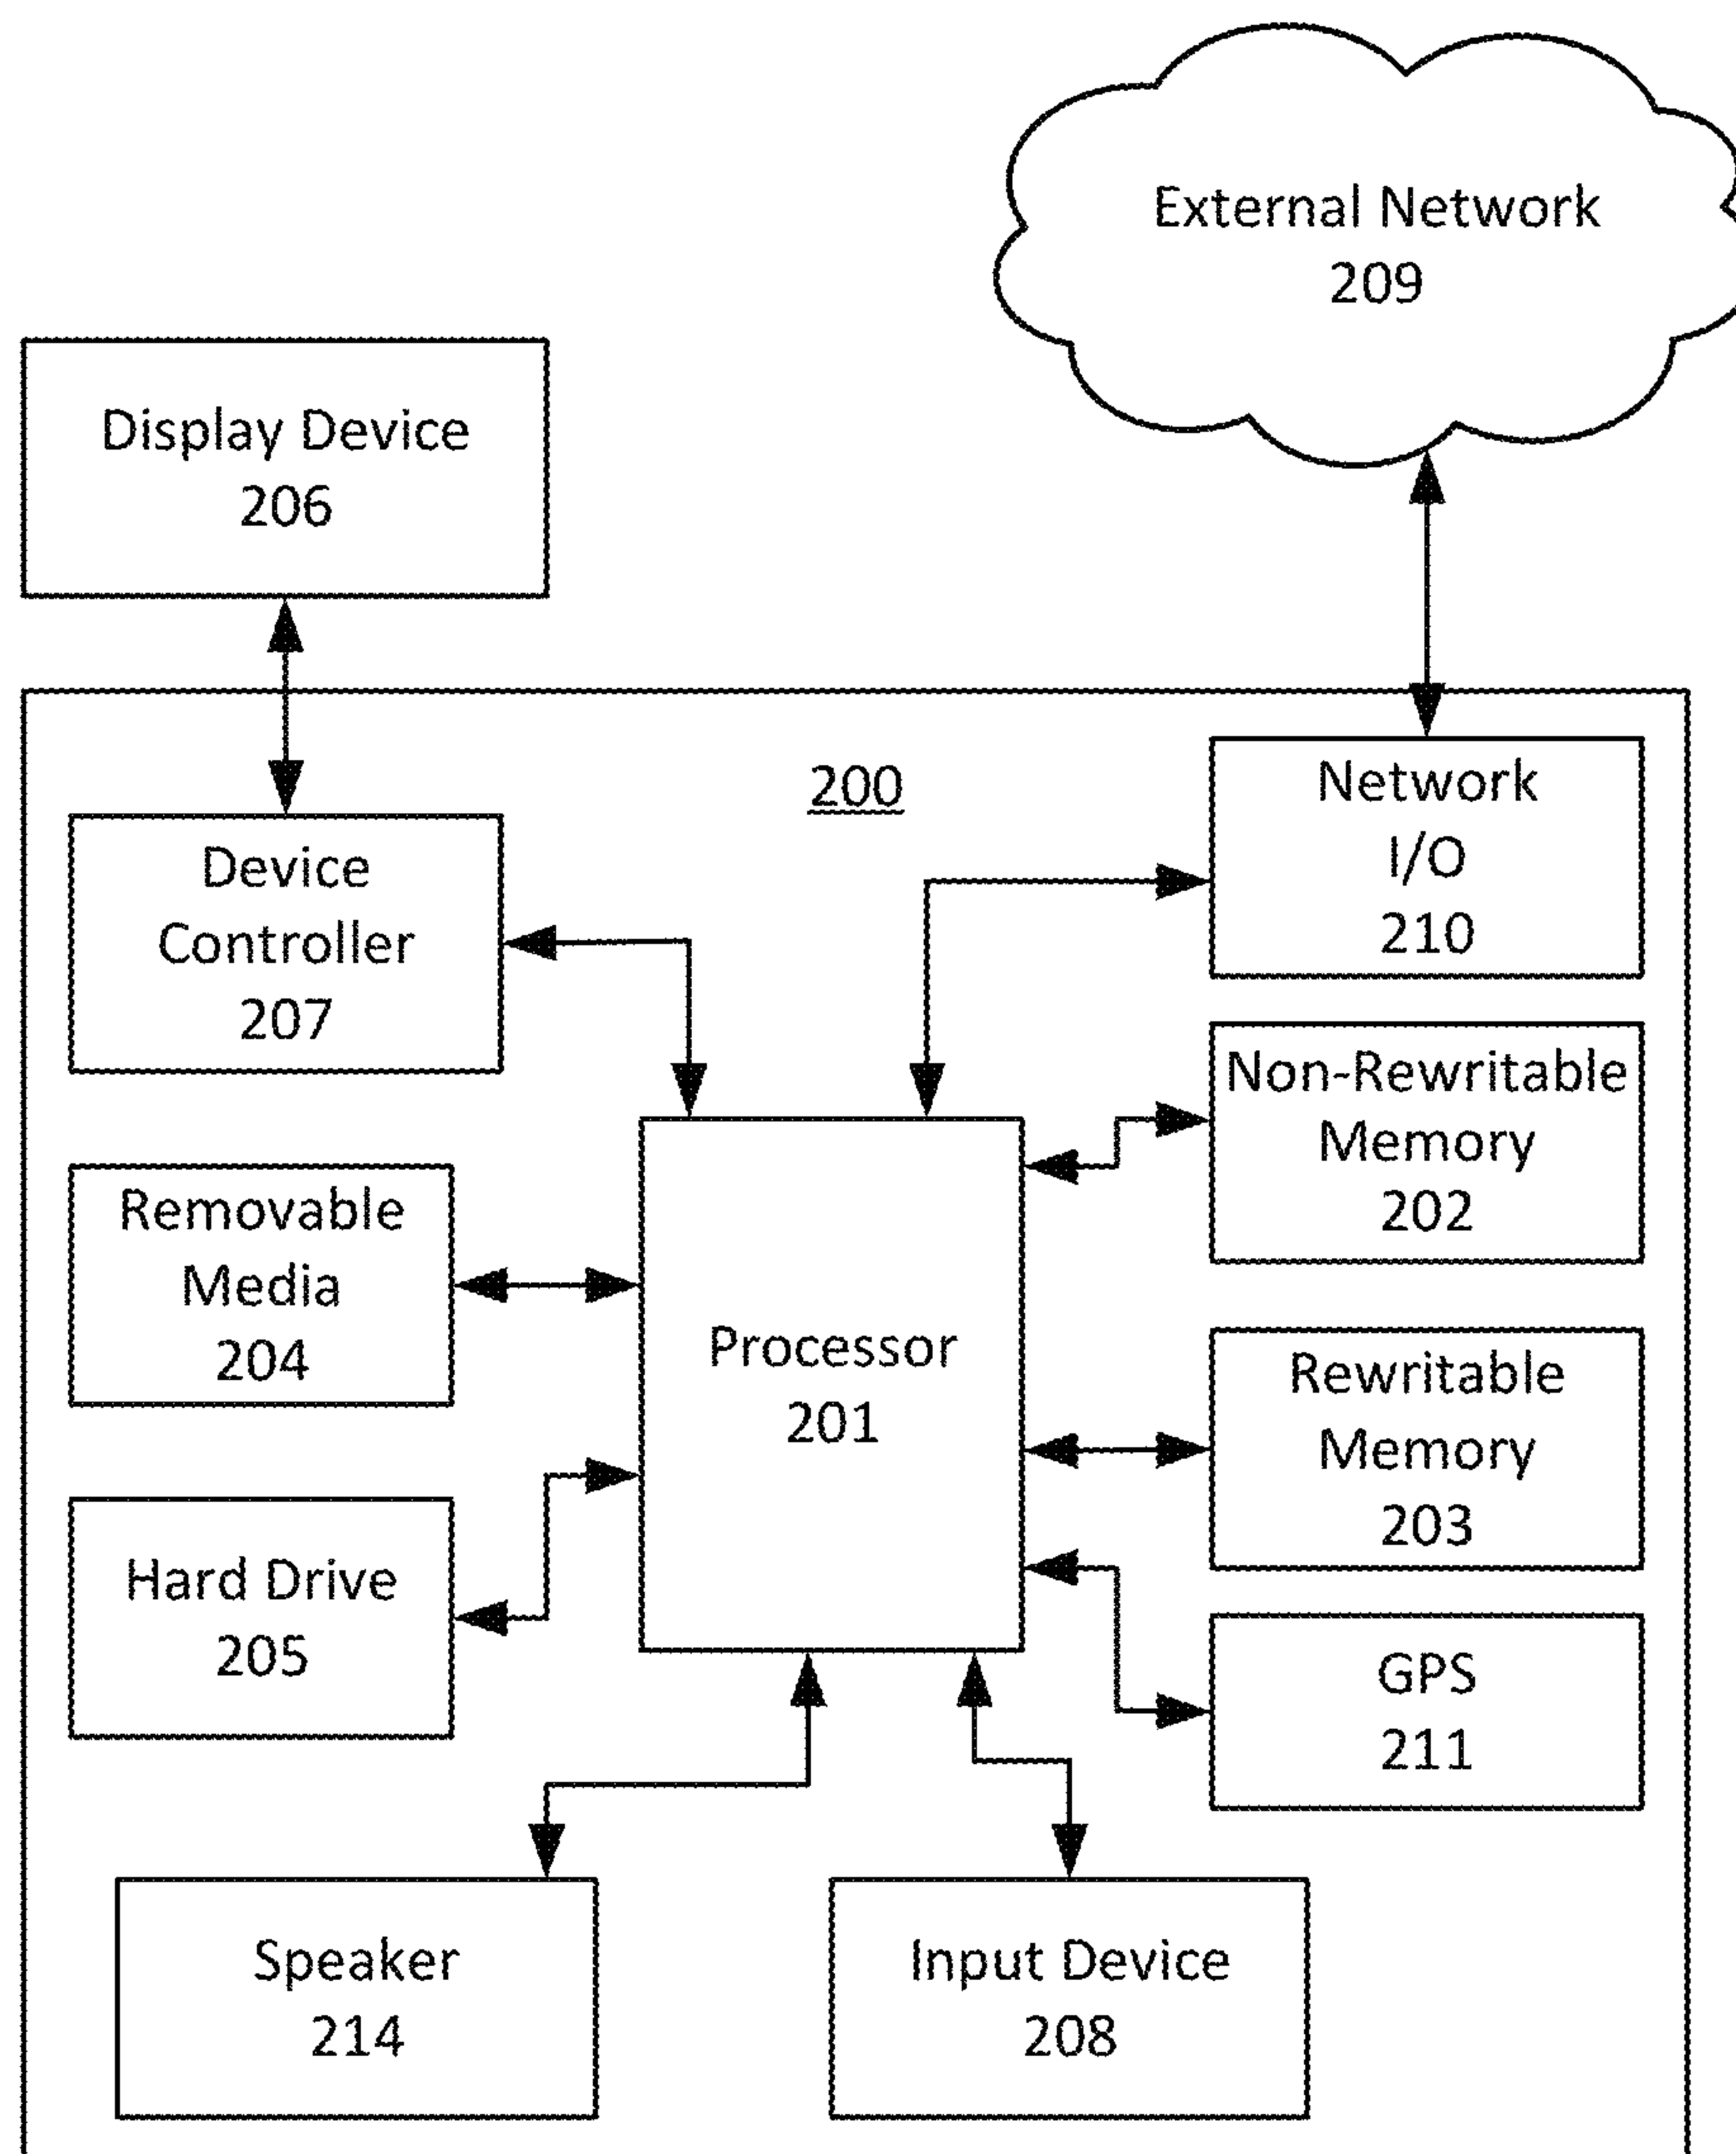 External Network
209
Display Device
206
200
Network
I/O
210
Device
Controller
207
Non-Rewritable
Memory
202
Removable
Media
204
Processor
201
Rewritable
Memory
203
Hard Drive
205
GPS
211
Speaker
214
Input Device
208